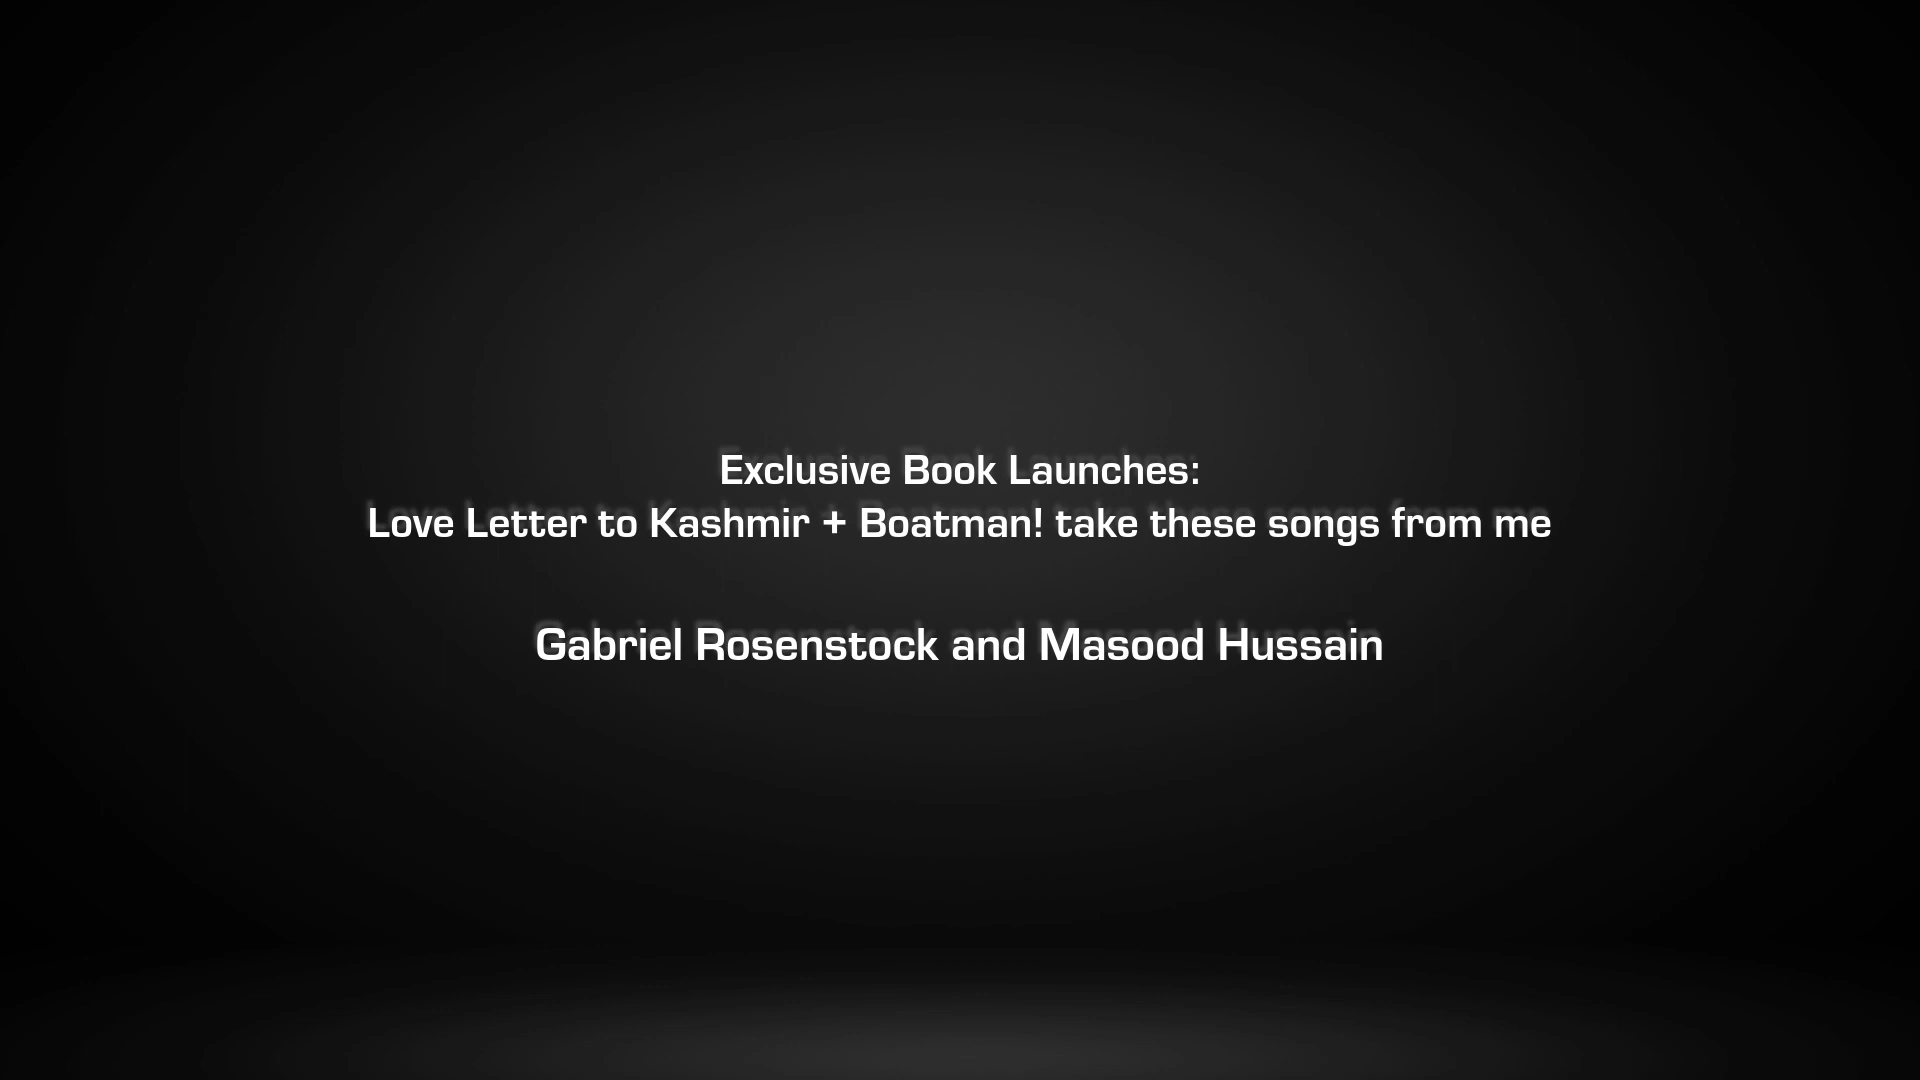 Exclusive Book Launches:
Love Letter to Kashmir + Boatman! take these songs from me
Gabriel Rosenstock and Masood Hussain